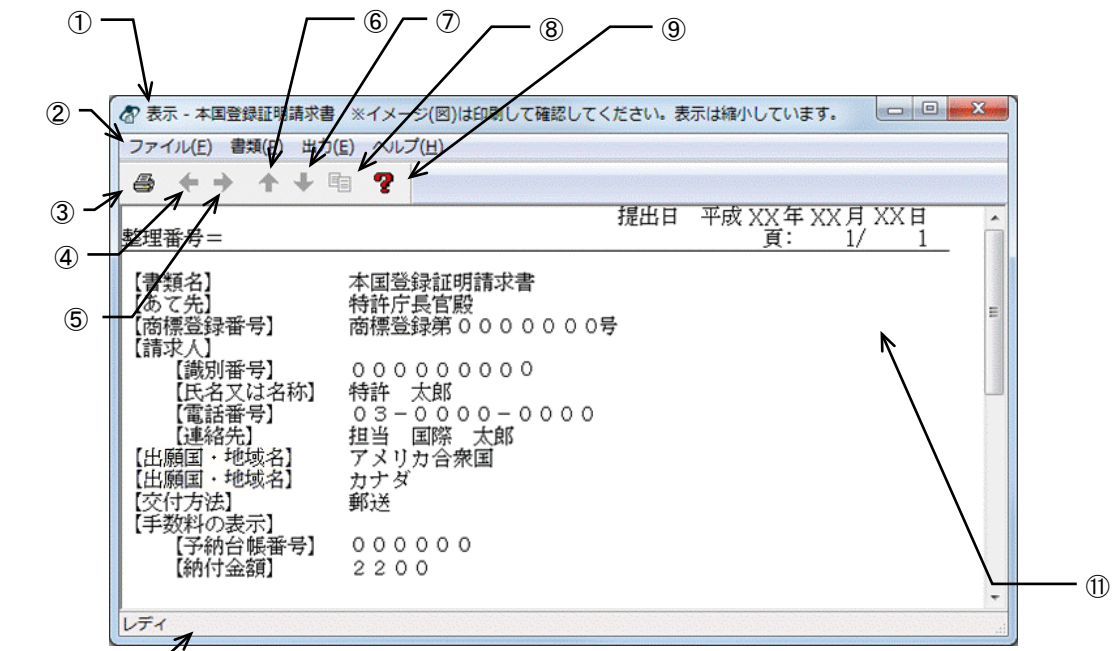 ①
⑥
⑦
⑧
⑨
②
表示 - 本国登録証明請求書 ※イメージ(図)は印刷して確認してください。表示は縮小しています。
ファイル(F) 書類(P) 出力(E) ヘルプ(H)
③
④
⑤
提出日 平成 XX年 XX月 XX日
整理番号＝ 頁: 1/ 1
【書類名】 本国登録証明請求書
【あて先】 特許庁長官殿
【商標登録番号】 商標登録第０００００００号
【請求人】
【識別番号】 ０００００００００
【氏名又は名称】 特許 太郎
【電話番号】 ０３－００００－００００
【連絡先】 担当 国際 太郎
【出願国・地域名】 アメリカ合衆国
【出願国・地域名】 カナダ
【交付方法】 郵送
【手数料の表示】
【予納台帳番号】 ００００００
【納付金額】 ２２００
⑪
レディ